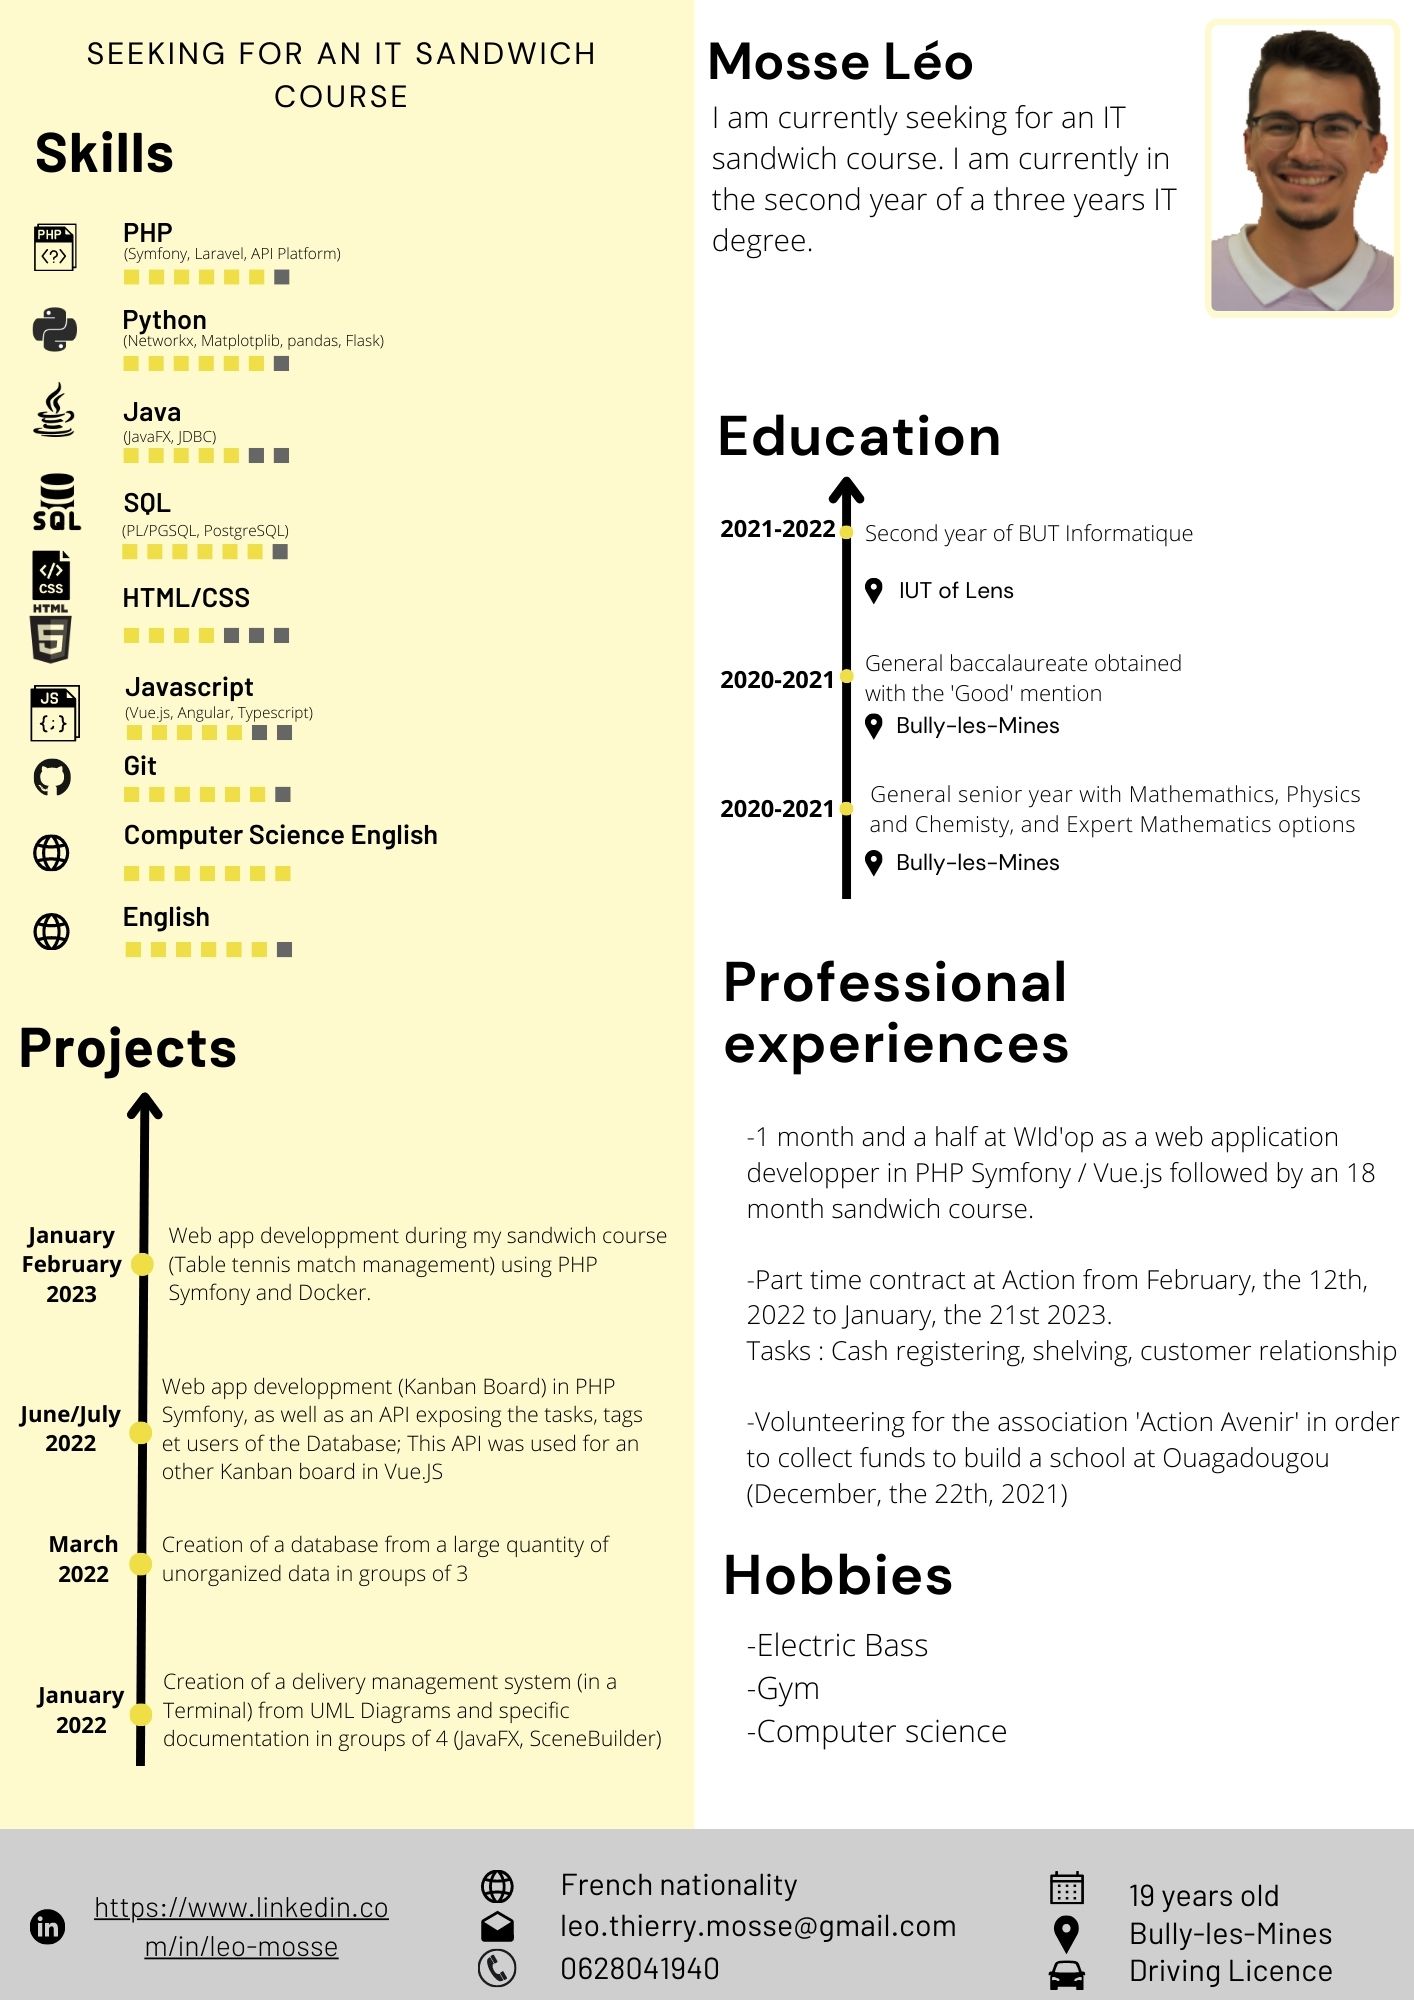 SEEKING FOR AN IT SANDWICH
COURSE
Skills
PHP
<?>
PHP
(Symfony, Laravel, API Platform)
Python
(Networkx, Matplotplib, pandas, Flask)
Java
(JavaFX, JDBC)
SQL
SQL
(PL/PGSQL, PostgreSQL)
</>
CSS
HTML
5
HTML/CSS
JS
{;}
Javascript
(Vue.js, Angular, Typescript)
Git
Computer Science English
English
Projects
January
February
2023
Web app developpment during my sandwich course
(Table tennis match management) using PHP
Symfony and Docker.
June/July
2022
Web app developpment (Kanban Board) in PHP
Symfony, as well as an API exposing the tasks, tags
et users of the Database; This API was used for an
other Kanban board in Vue.JS
March
2022
Creation of a database from a large quantity of
unorganized data in groups of 3
January
2022
Creation of a delivery management system (in a
Terminal) from UML Diagrams and specific
documentation in groups of 4 (JavaFX, SceneBuilder)
Mosse Léo
I am currently seeking for an IT
sandwich course. I am currently in
the second year of a three years IT
degree.
Education
2021-2022
Second year of BUT Informatique
IUT of Lens
2020-2021
General baccalaureate obtained
with the 'Good' mention
Bully-les-Mines
2020-2021
General senior year with Mathemathics, Physics
and Chemisty, and Expert Mathematics options
Bully-les-Mines
Professional
experiences
-1 month and a half at WId'op as a web application
developper in PHP Symfony / Vue.js followed by an 18
month sandwich course.
-Part time contract at Action from February, the 12th,
2022 to January, the 21st 2023.
Tasks : Cash registering, shelving, customer relationship
-Volunteering for the association 'Action Avenir' in order
to collect funds to build a school at Ouagadougou
(December, the 22th, 2021)
Hobbies
-Electric Bass
-Gym
-Computer science
in
https://www.linkedin.co
m/in/leo-mosse
French nationality
leo.thierry.mosse@gmail.com
0628041940
19 years old
Bully-les-Mines
Driving Licence